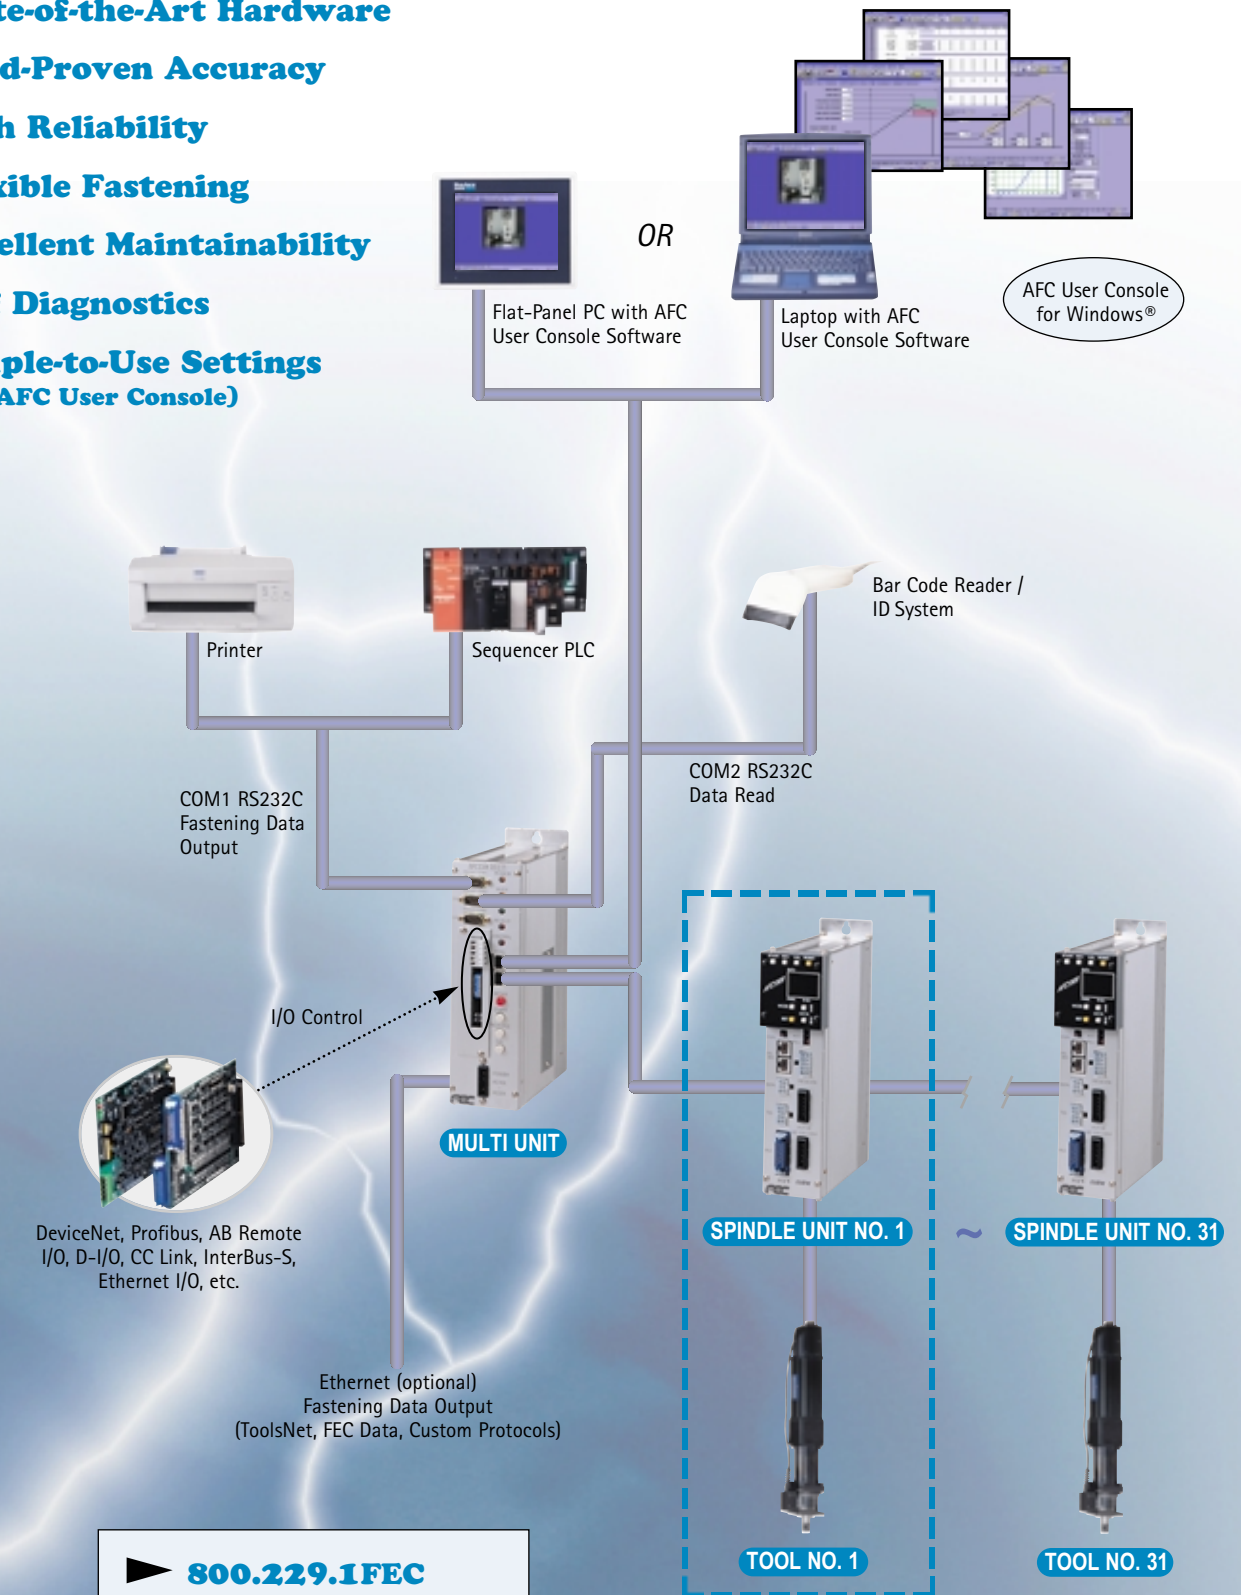 te-of-the-Art Hardware
d-Proven Accuracy
h Reliability
xible Fastening
ellent Maintainability
Diagnostics
ple-to-Use Settings
AFC User Console)
OR
Flat-Panel PC with AFC
User Console Software
Laptop with AFC
User Console Software
AFC User Console
for Windows®
Printer
Sequencer PLC
Bar Code Reader /
ID System
COM1 RS232C
Fastening Data
Output
COM2 RS232C
Data Read
I/O Control
MULTI UNIT
DeviceNet, Profibus, AB Remote
I/O, D-I/O, CC Link, InterBus-S,
Ethernet I/O, etc.
SPINDLE UNIT NO. 1
~
SPINDLE UNIT NO. 31
Ethernet (optional)
Fastening Data Output
(ToolsNet, FEC Data, Custom Protocols)
FEC
FEC
FEC
TOOL NO. 1
TOOL NO. 31
800.229.1FEC